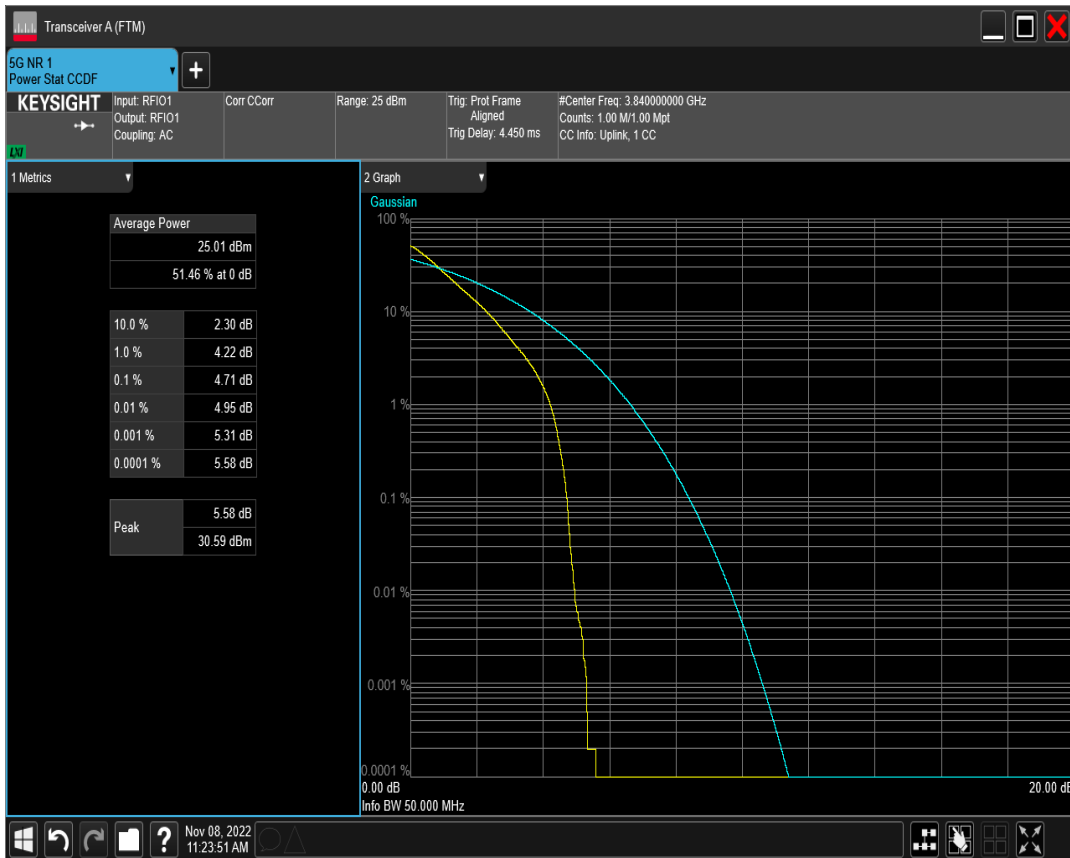 Transceiver A (FTM)
5G NR 1
Power Stat CCDF
+
KEYSIGHT
LXI
Input: RFIO1
Output: RFIO1
Coupling: AC
Corr CCorr
Range: 25 dBm
Trig: Prot Frame
Aligned
Trig Delay: 4.450 ms
#Center Freq: 3.840000000 GHz
Counts: 1.00 M/1.00 Mpt
CC Info: Uplink, 1 CC
1 Metrics
Average Power
25.01 dBm
51.46 % at 0 dB
10.0 % 2.30 dB
1.0 % 4.22 dB
0.1 % 4.71 dB
0.01 % 4.95 dB
0.001 % 5.31 dB
0.0001 % 5.58 dB
Peak
5.58 dB
30.59 dBm
2 Graph
Gaussian
100 %
10 %
1 %
0.1 %
0.01 %
0.001 %
0.0001 %
0.00 dB 20.00 dB
Info BW 50.000 MHz
?
Nov 08, 2022
11:23:51 AM